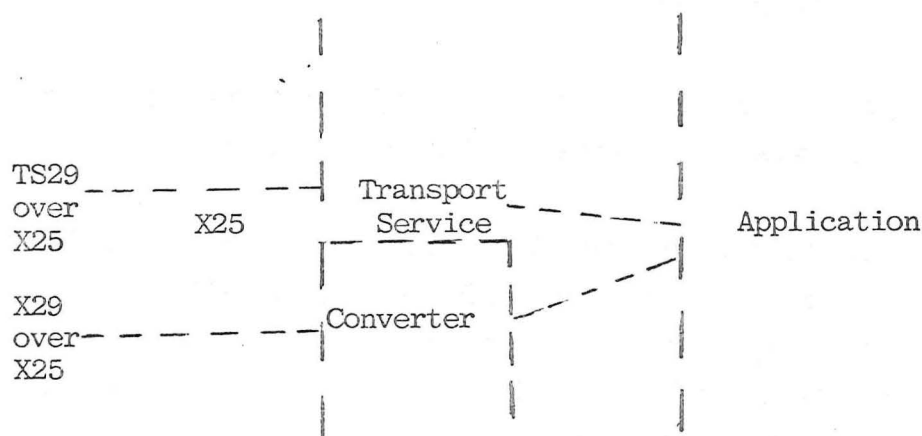 TS29
over
X25
X25
Transport
Service
Application
X29
over
X25
Converter